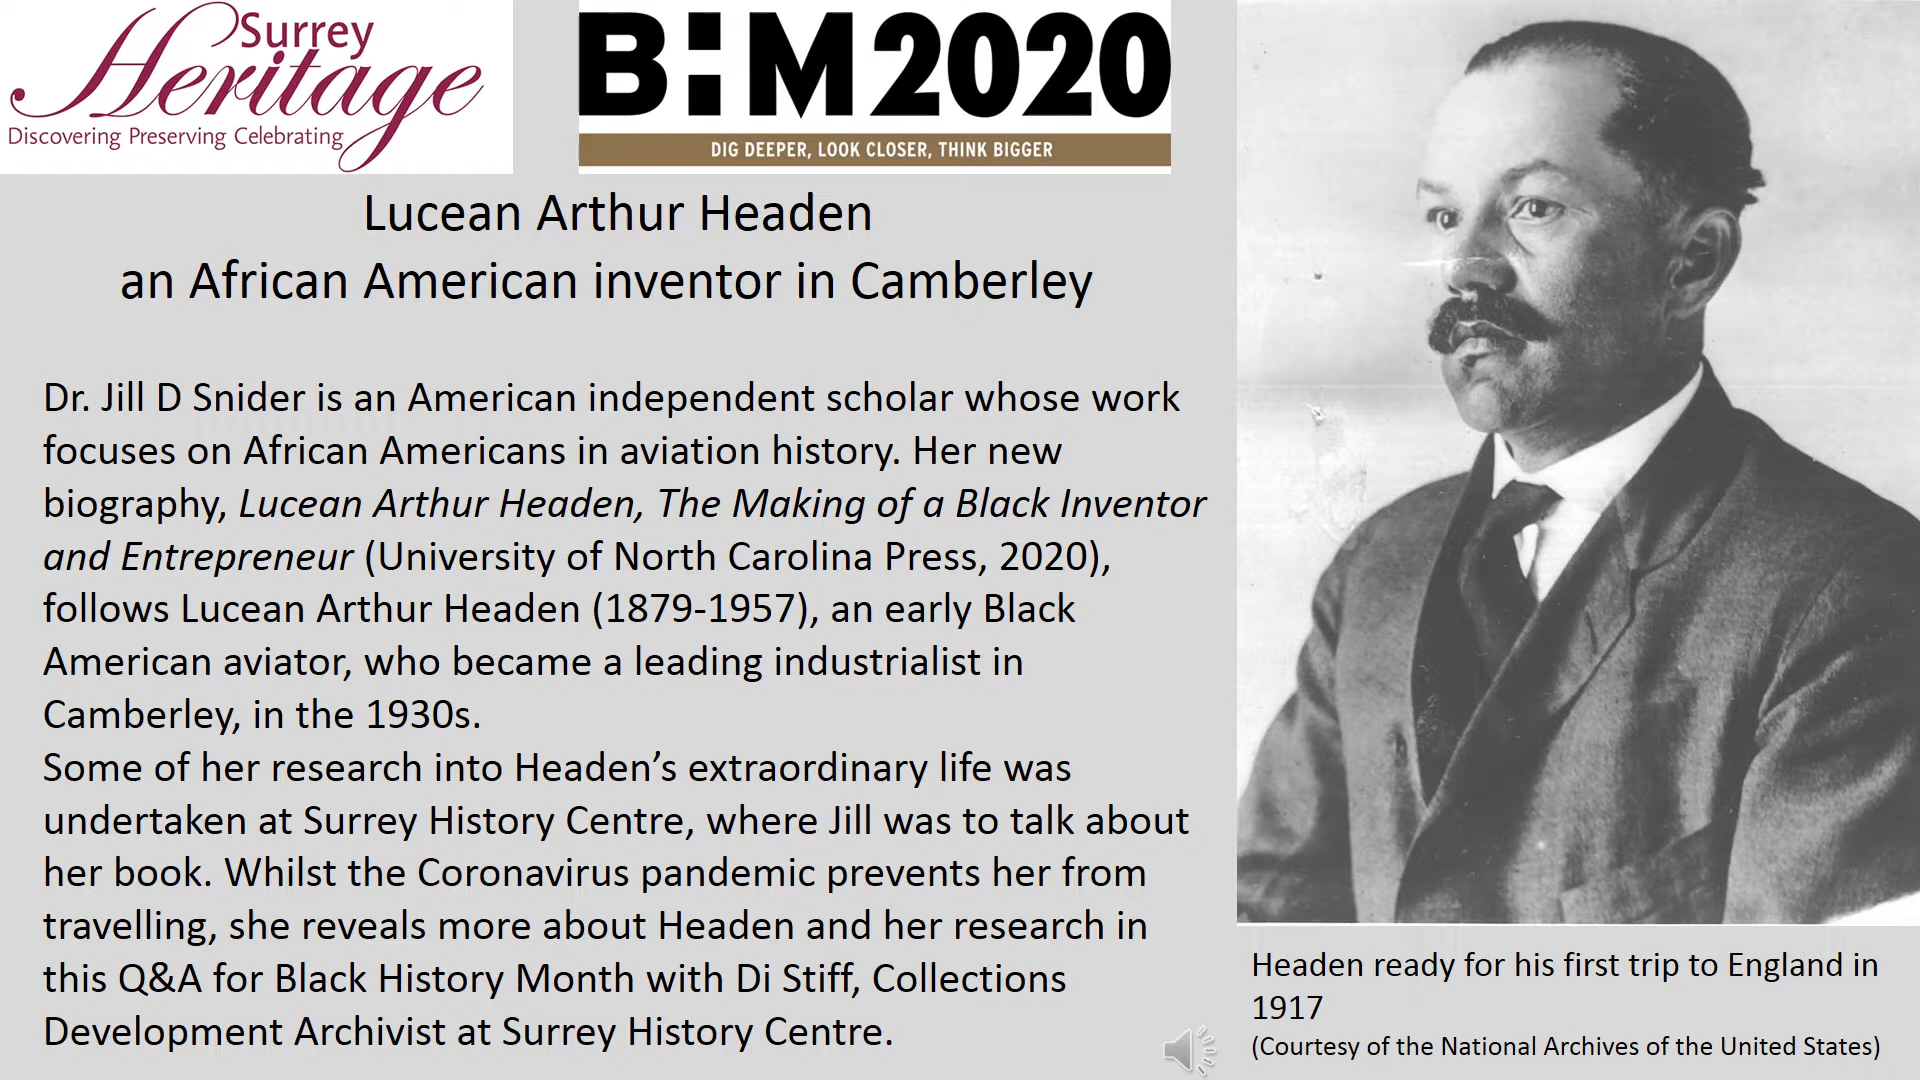 Surrey
Heritage
Discovering Preserving Celebrating
BHM2020
DIG DEEPER, LOOK CLOSER, THINK BIGGER
Lucean Arthur Headen
an African American inventor in Camberley
Dr. Jill D Snider is an American independent scholar whose work
focuses on African Americans in aviation history. Her new
biography, Lucean Arthur Headen, The Making of a Black Inventor
and Entrepreneur (University of North Carolina Press, 2020),
follows Lucean Arthur Headen (1879-1957), an early Black
American aviator, who became a leading industrialist in
Camberley, in the 1930s.
Some of her research into Headen’s extraordinary life was
undertaken at Surrey History Centre, where Jill was to talk about
her book. Whilst the Coronavirus pandemic prevents her from
travelling, she reveals more about Headen and her research in
this Q&A for Black History Month with Di Stiff, Collections
Development Archivist at Surrey History Centre.
Headen ready for his first trip to England in
1917
(Courtesy of the National Archives of the United States)